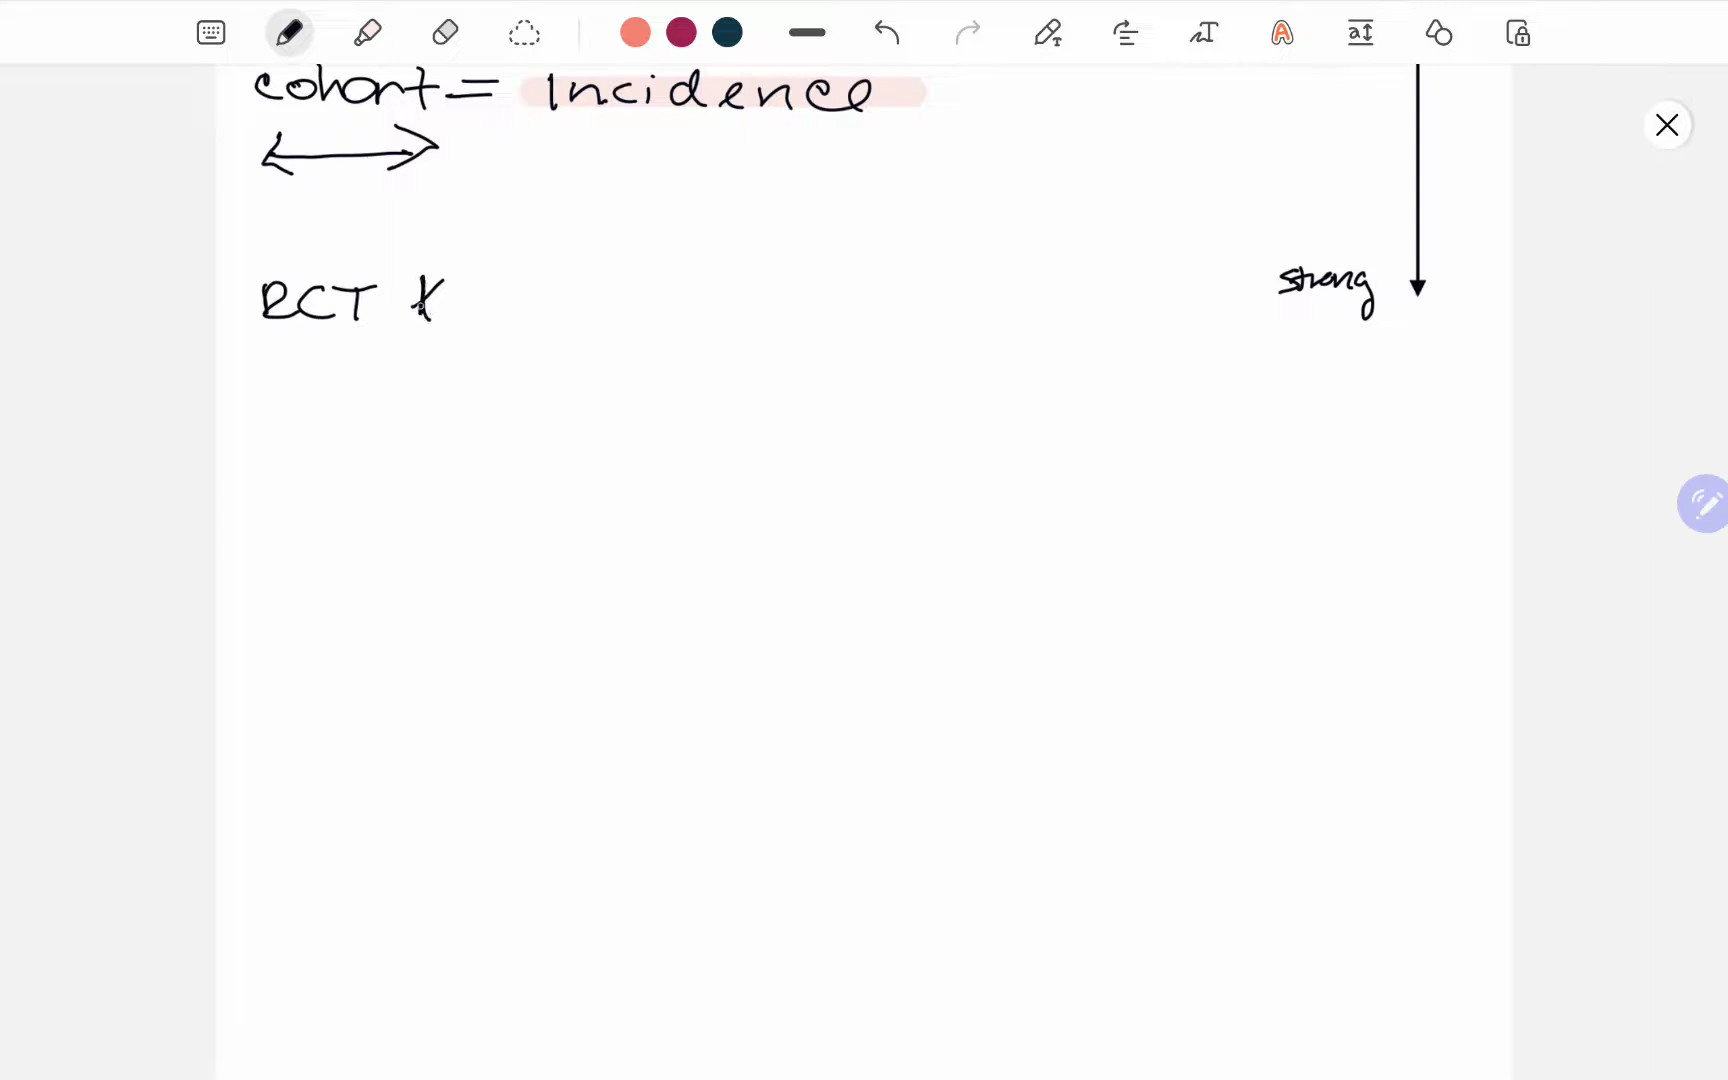 cohort = Incidence
RCT
strong